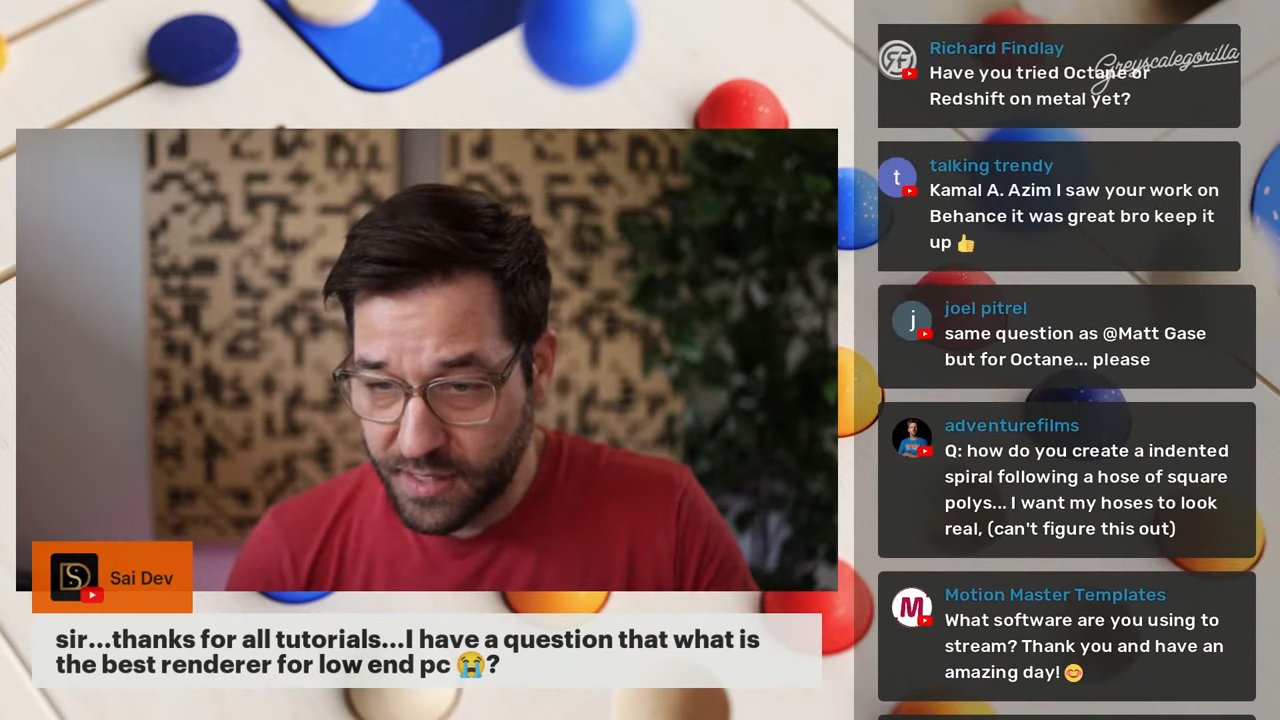 Richard Findlay
Greyscalegorilla
Have you tried Octane or
Redshift on metal yet?
t
talking trendy
Kamal A. Azim I saw your work on
Behance it was great bro keep it
up 👍
j
joel pitrel
same question as @Matt Gase
but for Octane... please
adventurefilms
Q: how do you create a indented
spiral following a hose of square
polys... I want my hoses to look
real, (can't figure this out)
M
Motion Master Templates
What software are you using to
stream? Thank you and have an
amazing day! 😊
Sai Dev
sir...thanks for all tutorials...I have a question that what is
the best renderer for low end pc 😭?